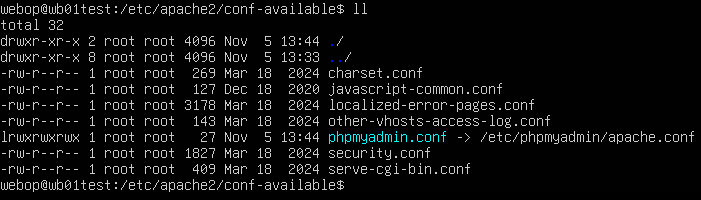 webop@wb01test:/etc/apache2/conf-available$ ll
total 32
drwxr-xr-x 2 root root 4096 Nov  5 13:44 ./
drwxr-xr-x 8 root root 4096 Nov  5 13:33 ../
-rw-r--r-- 1 root root  269 Mar 18  2024 charset.conf
-rw-r--r-- 1 root root  127 Dec 18  2020 javascript-common.conf
-rw-r--r-- 1 root root 3178 Mar 18  2024 localized-error-pages.conf
-rw-r--r-- 1 root root  143 Mar 18  2024 other-vhosts-access-log.conf
lrwxrwxrwx 1 root root   27 Nov  5 13:44 phpmyadmin.conf -> /etc/phpmyadmin/apache.conf
-rw-r--r-- 1 root root 1827 Mar 18  2024 security.conf
-rw-r--r-- 1 root root  409 Mar 18  2024 serve-cgi-bin.conf
webop@wb01test:/etc/apache2/conf-available$